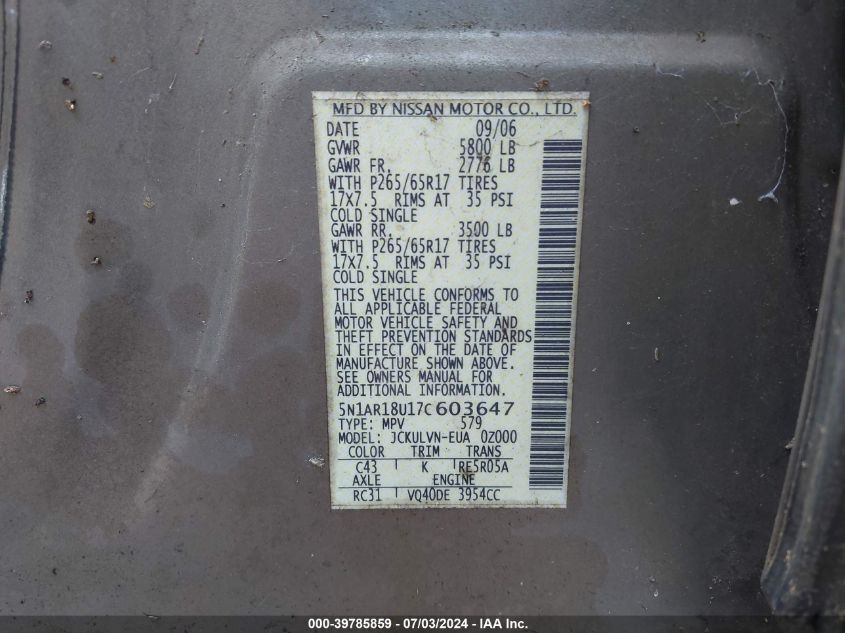 MFD BY NISSAN MOTOR CO., LTD.
DATE 09/06
GVWR 5800 LB
GAWR FR. 2776 LB
WITH P265/65R17 TIRES
17X7.5 RIMS AT 35 PSI
COLD SINGLE
GAWR RR. 3500 LB
WITH P265/65R17 TIRES
17X7.5 RIMS AT 35 PSI
COLD SINGLE
THIS VEHICLE CONFORMS TO
ALL APPLICABLE FEDERAL
MOTOR VEHICLE SAFETY AND
THEFT PREVENTION STANDARDS
IN EFFECT ON THE DATE OF
MANUFACTURE SHOWN ABOVE.
SEE OWNERS MANUAL FOR
ADDITIONAL INFORMATION.
5N1AR18U17C603647
TYPE: MPV 579
MODEL: JCKULVN-EUA 0Z000
COLOR TRIM TRANS
C43 K RE5R05A
AXLE ENGINE
RC31 VQ40DE 3954CC
000-39785859 - 07/03/2024 - IAA Inc.